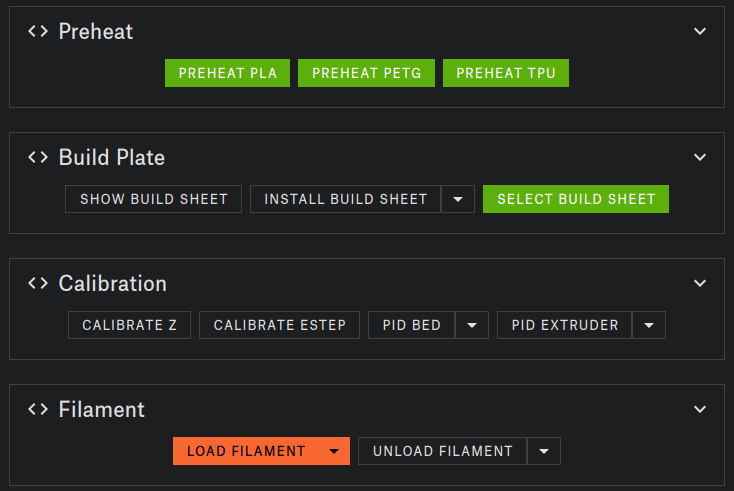 Preheat
PREHEAT PLA PREHEAT PETG PREHEAT TPU
Build Plate
SHOW BUILD SHEET INSTALL BUILD SHEET SELECT BUILD SHEET
Calibration
CALIBRATE Z CALIBRATE ESTEP PID BED PID EXTRUDER
Filament
LOAD FILAMENT UNLOAD FILAMENT